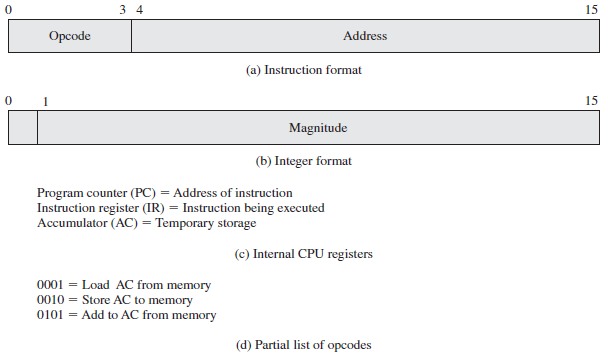 0 3 4 15
Opcode Address
(a) Instruction format
0 1 15
Magnitude
(b) Integer format
Program counter (PC) = Address of instruction
Instruction register (IR) = Instruction being executed
Accumulator (AC) = Temporary storage
(c) Internal CPU registers
0001 = Load AC from memory
0010 = Store AC to memory
0101 = Add to AC from memory
(d) Partial list of opcodes